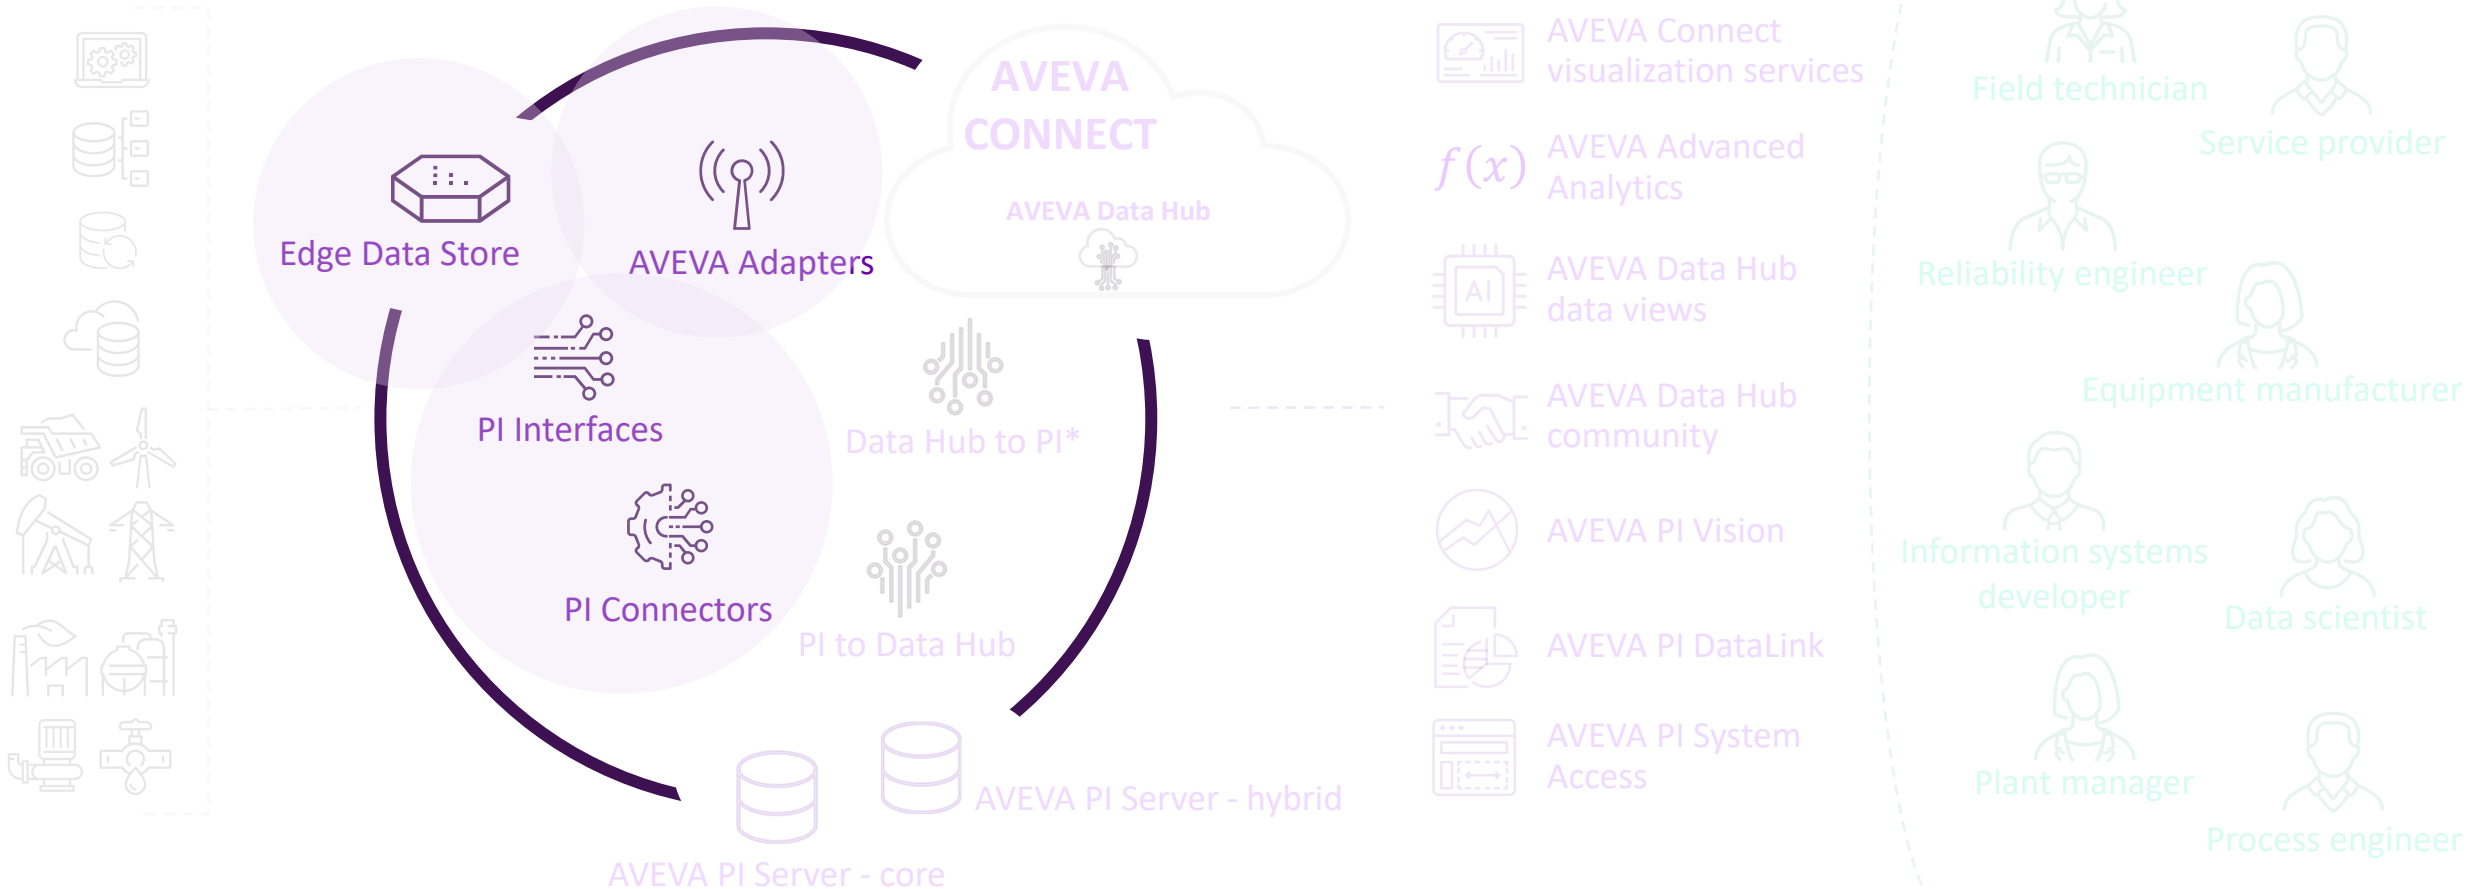 Edge Data Store
AVEVA Adapters
PI Interfaces
PI Connectors
AVEVA
CONNECT
AVEVA Data Hub
Data Hub to PI*
PI to Data Hub
AVEVA PI Server - hybrid
AVEVA PI Server - core
AVEVA Connect
visualization services
f(x)
AVEVA Advanced
Analytics
AI
AVEVA Data Hub
data views
AVEVA Data Hub
community
AVEVA PI Vision
AVEVA PI DataLink
AVEVA PI System
Access
Field technician
Service provider
Reliability engineer
Equipment manufacturer
Information systems
developer
Data scientist
Plant manager
Process engineer